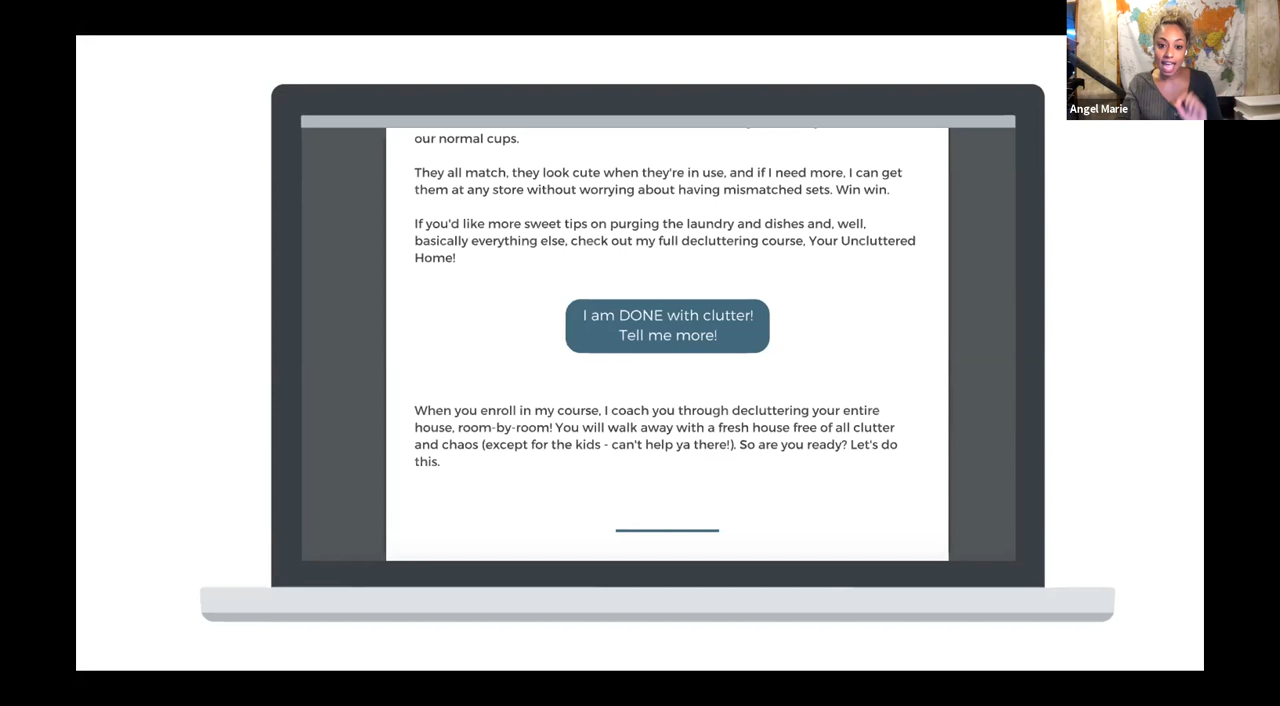 Angel Marie
our normal cups.
They all match, they look cute when they're in use, and if I need more, I can get
them at any store without worrying about having mismatched sets. Win win.
If you'd like more sweet tips on purging the laundry and dishes and, well,
basically everything else, check out my full decluttering course, Your Uncluttered
Home!
I am DONE with clutter!
Tell me more!
When you enroll in my course, I coach you through decluttering your entire
house, room-by-room! You will walk away with a fresh house free of all clutter
and chaos (except for the kids - can't help ya there!). So are you ready? Let's do
this.